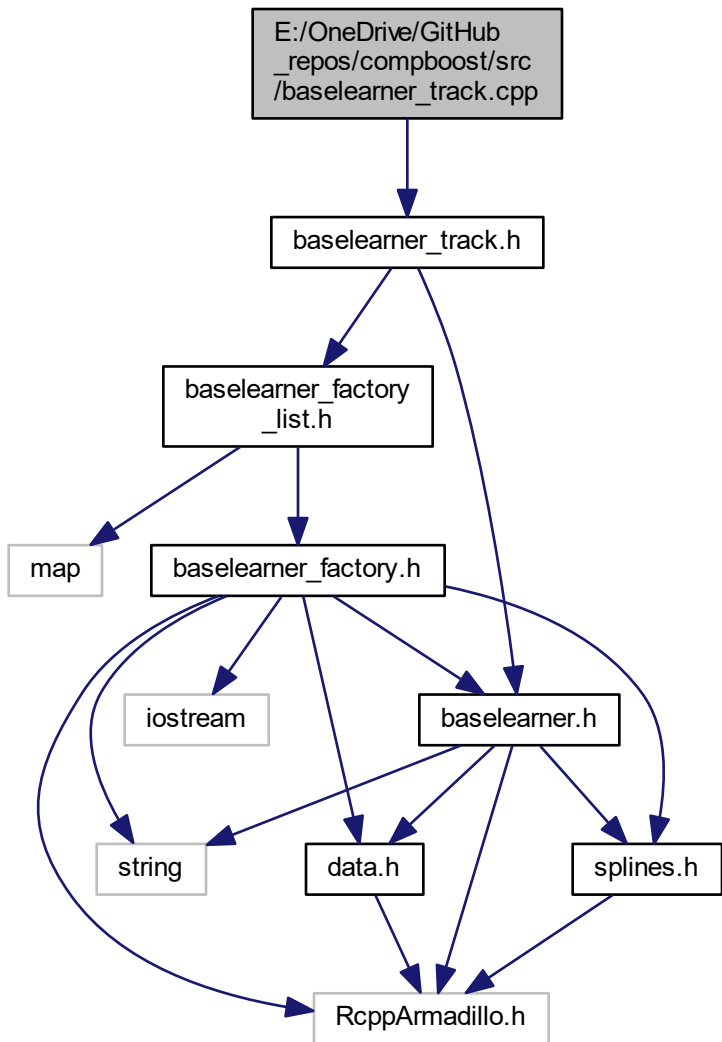 E:/OneDrive/GitHub
_repos/compboost/src
/baselearner_track.cpp
baselearner_track.h
baselearner_factory
_list.h
map
baselearner_factory.h
iostream
baselearner.h
string
data.h
splines.h
RcppArmadillo.h